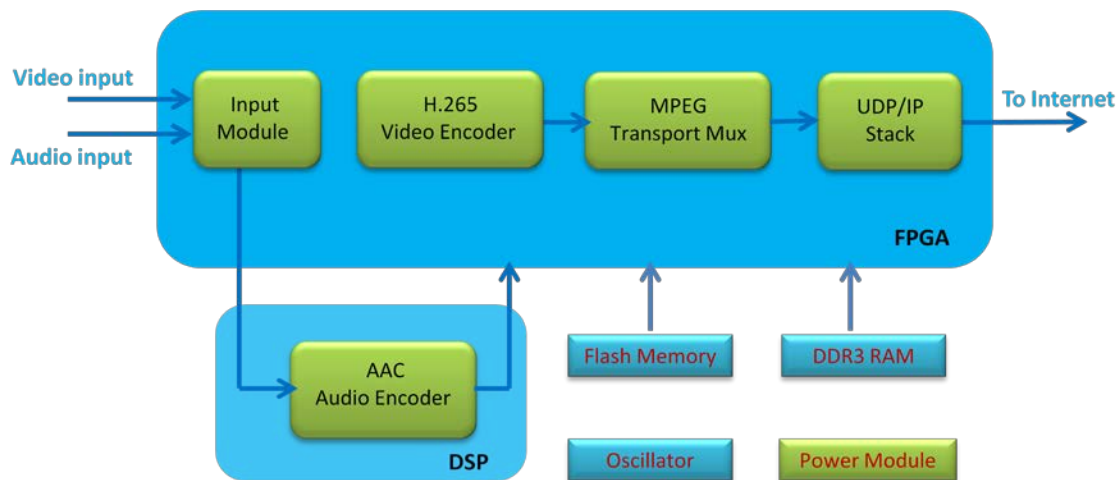 Video input
Audio input
Input
Module
H.265
Video Encoder
MPEG
Transport Mux
UDP/IP
Stack
To Internet
FPGA
AAC
Audio Encoder
DSP
Flash Memory
DDR3 RAM
Oscillator
Power Module